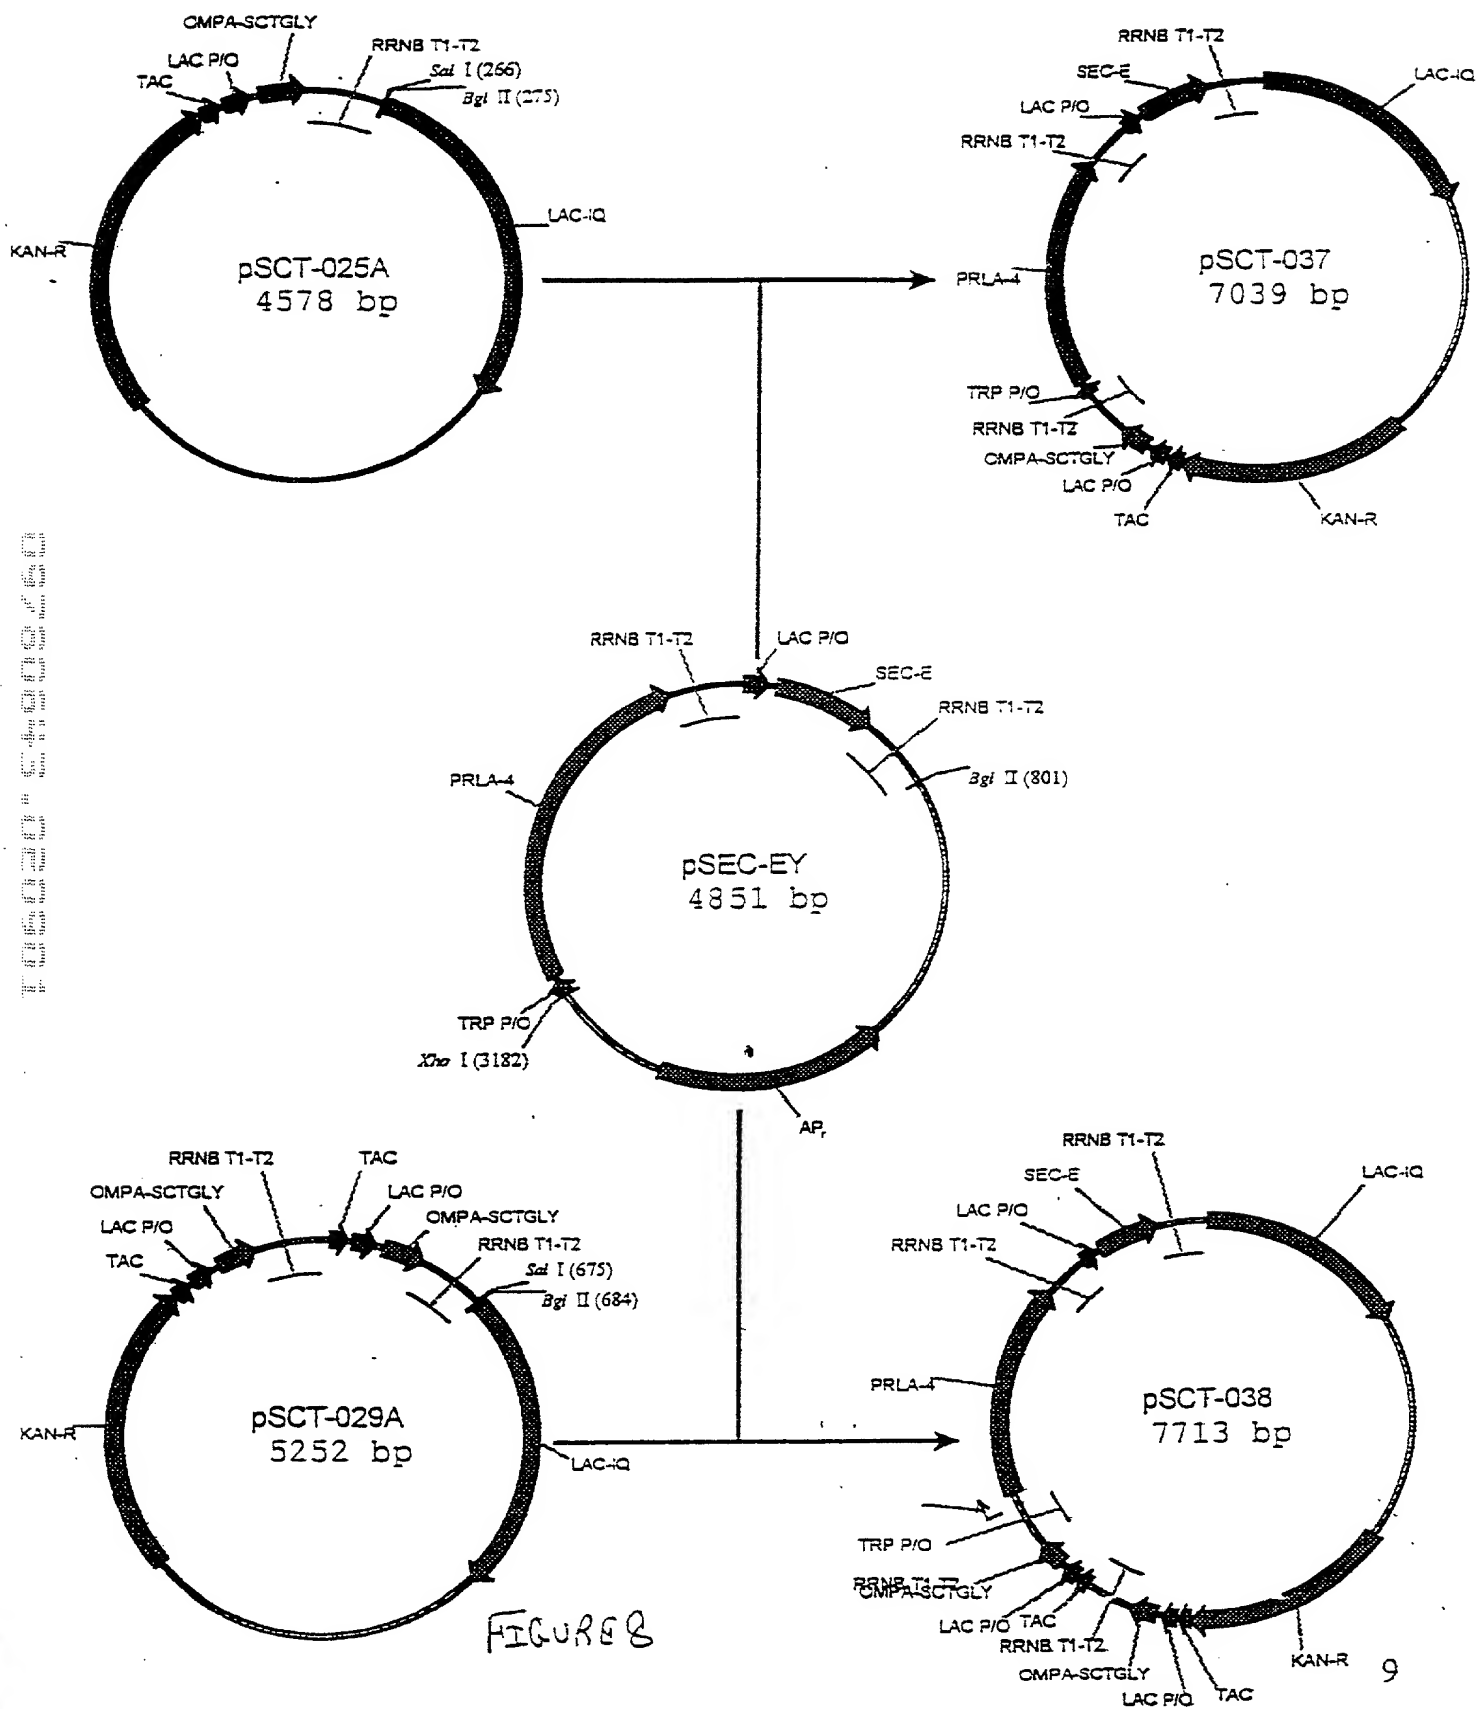 OMPA-SCTGLY
RRNB T1-T2
LAC P/O
TAC
Sal I (266)
Bgl II (275)
LAC-IQ
KAN-R
pSCT-025A
4578 bp
RRNB T1-T2
SEC-E
LAC-IQ
LAC P/O
RRNB T1-T2
PRLA-4
pSCT-037
7039 bp
TRP P/O
RRNB T1-T2
OMPA-SCTGLY
LAC P/O
TAC
KAN-R
RRNB T1-T2
LAC P/O
SEC-E
RRNB T1-T2
Bgl II (801)
PRLA-4
pSEC-EY
4851 bp
TRP P/O
Xho I (3182)
APr
RRNB T1-T2
TAC
OMPA-SCTGLY
LAC P/O
LAC P/O
OMPA-SCTGLY
TAC
RRNB T1-T2
Sal I (675)
Bgl II (684)
KAN-R
pSCT-029A
5252 bp
LAC-IQ
RRNB T1-T2
SEC-E
LAC-IQ
LAC P/O
RRNB T1-T2
PRLA-4
pSCT-038
7713 bp
TRP P/O
RRNB T1-T2
OMPA-SCTGLY
LAC P/O
TAC
RRNB T1-T2
OMPA-SCTGLY
LAC P/O
TAC
KAN-R
FIGURE 8
9